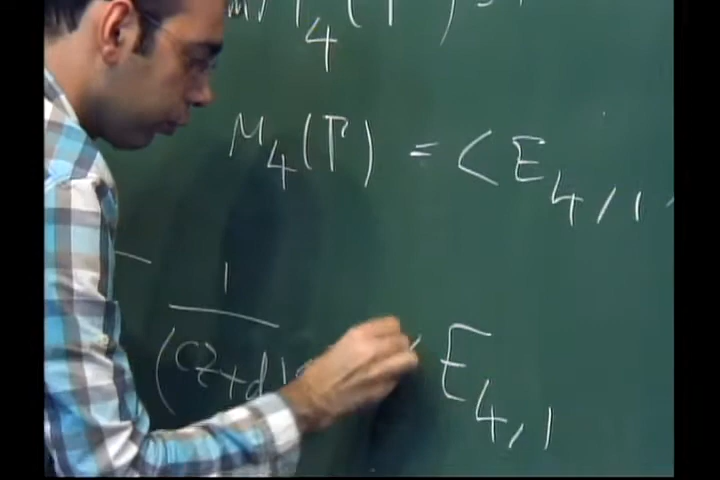 4(
M₄(Γ) = <E₄,₁,
1
(cz+d)
E₄,₁